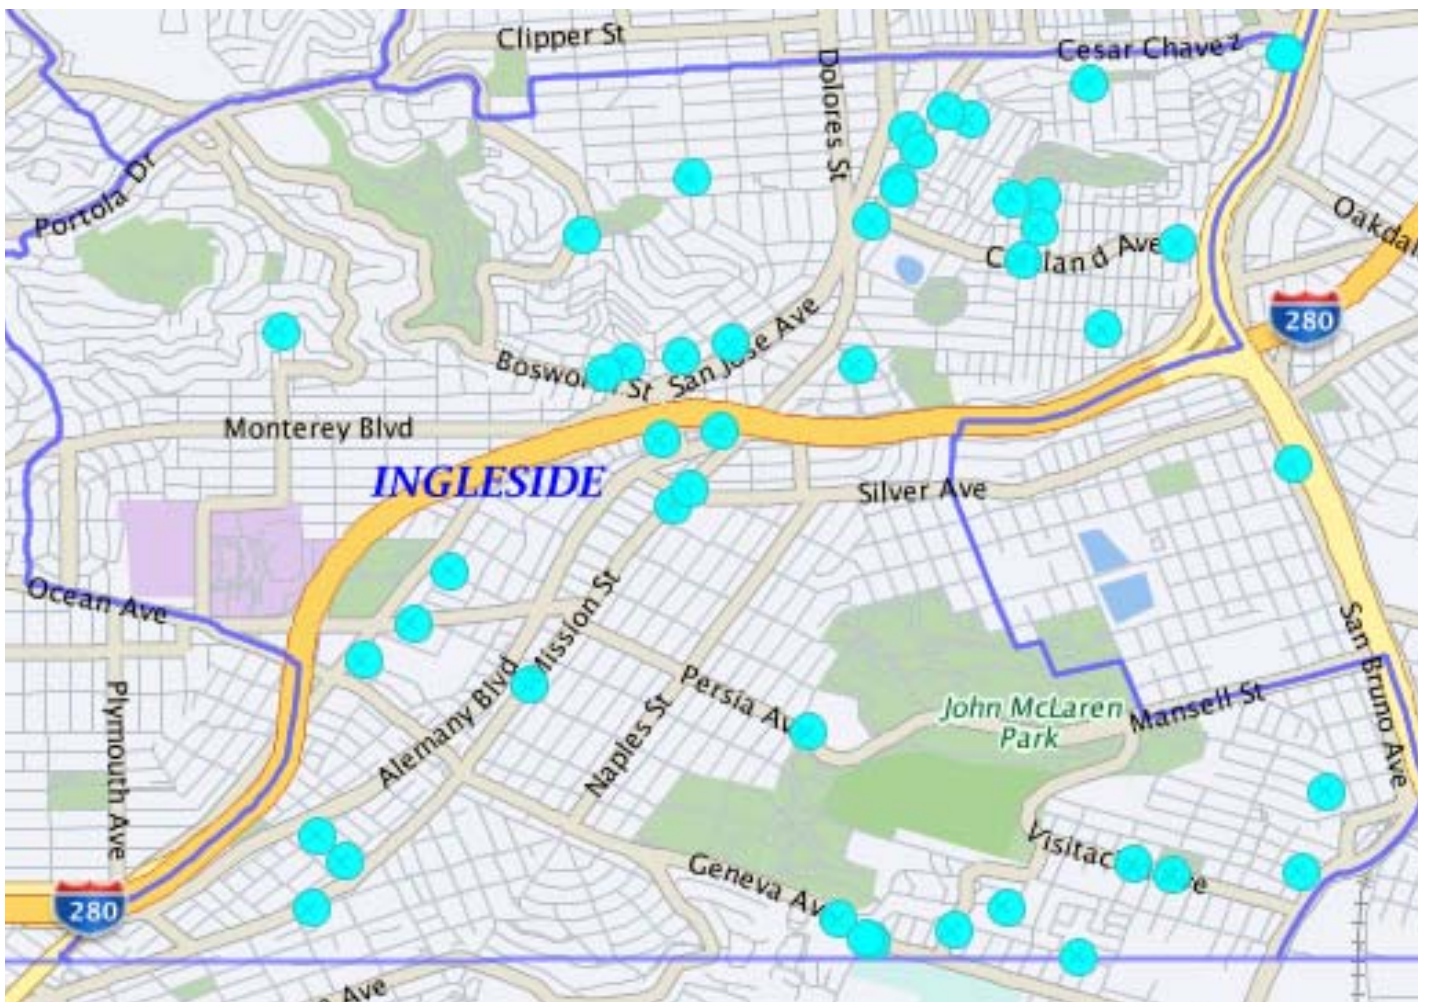 Clipper St
Cesar Chavez
Dolores St
Portola Dr
Oakdal
land Ave
280
San Jose Ave
Boswor
St
Monterey Blvd
INGLESIDE
Silver Ave
Ocean Ave
Mission St
San Bruno Ave
Persia Av
Alemany Blvd
Naples St
John McLaren
Park
Mansell St
Plymouth Ave
Visitac
e
Geneva Av
280
Ave